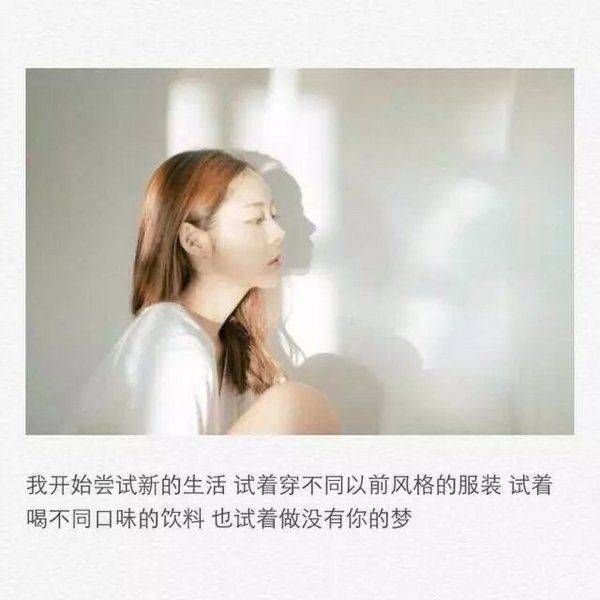 我开始尝试新的生活 试着穿不同以前风格的服装 试着
喝不同口味的饮料 也试着做没有你的梦